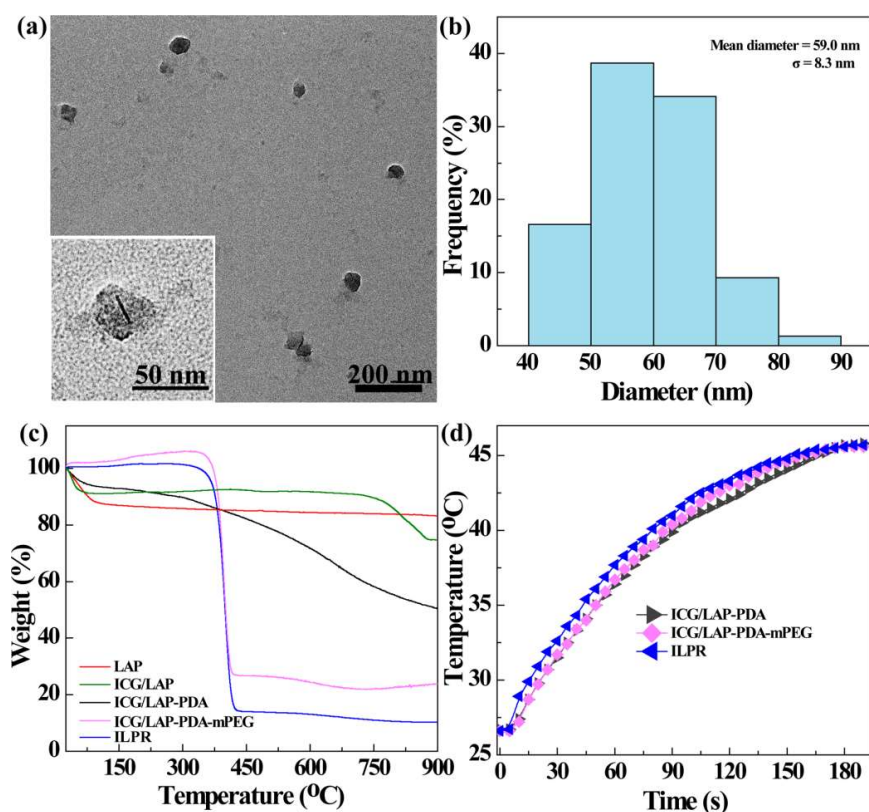 (a)
50 nm
200 nm
(b)
Mean diameter = 59.0 nm
σ = 8.3 nm
Frequency (%)
40
30
20
10
0
40 50 60 70 80 90
Diameter (nm)
(c)
Weight (%)
100
80
60
40
20
0
LAP
ICG/LAP
ICG/LAP-PDA
ICG/LAP-PDA-mPEG
ILPR
150 300 450 600 750 900
Temperature (⁰C)
(d)
Temperature (⁰C)
45
40
35
30
25
ICG/LAP-PDA
ICG/LAP-PDA-mPEG
ILPR
0 30 60 90 120 150 180
Time (s)